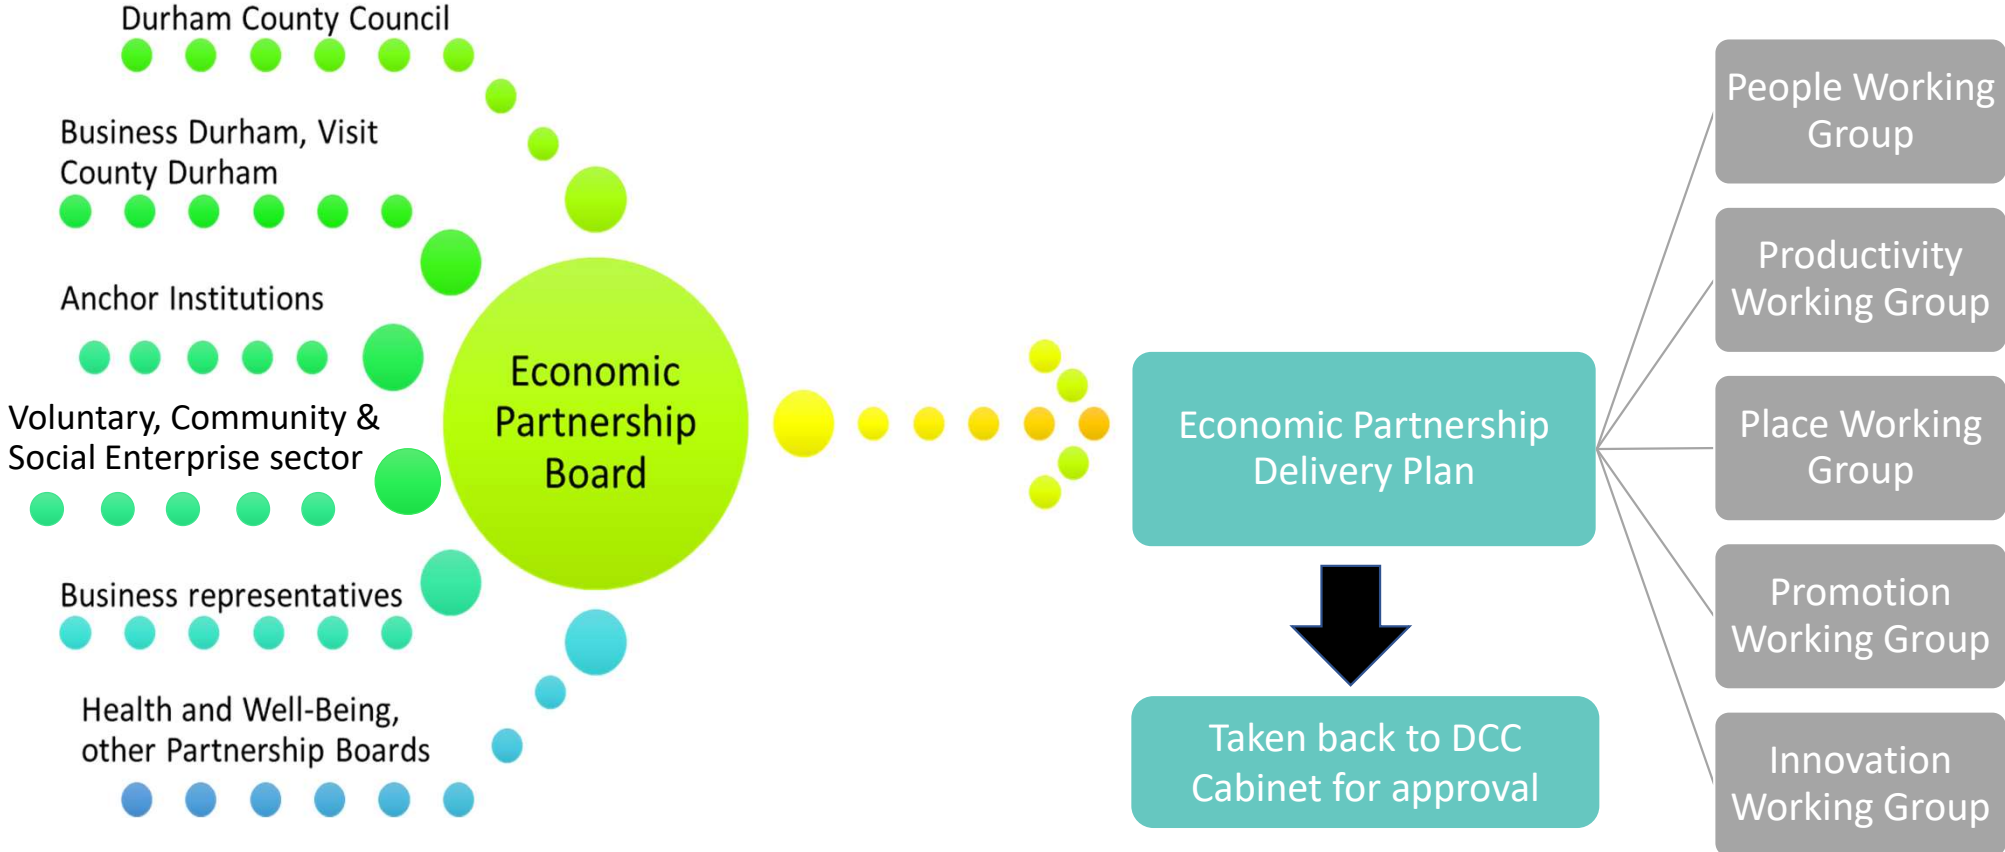 Durham County Council
Business Durham, Visit
County Durham
Anchor Institutions
Voluntary, Community &
Social Enterprise sector
Business representatives
Health and Well-Being,
other Partnership Boards
Economic
Partnership
Board
Economic Partnership
Delivery Plan
Taken back to DCC
Cabinet for approval
People Working
Group
Productivity
Working Group
Place Working
Group
Promotion
Working Group
Innovation
Working Group